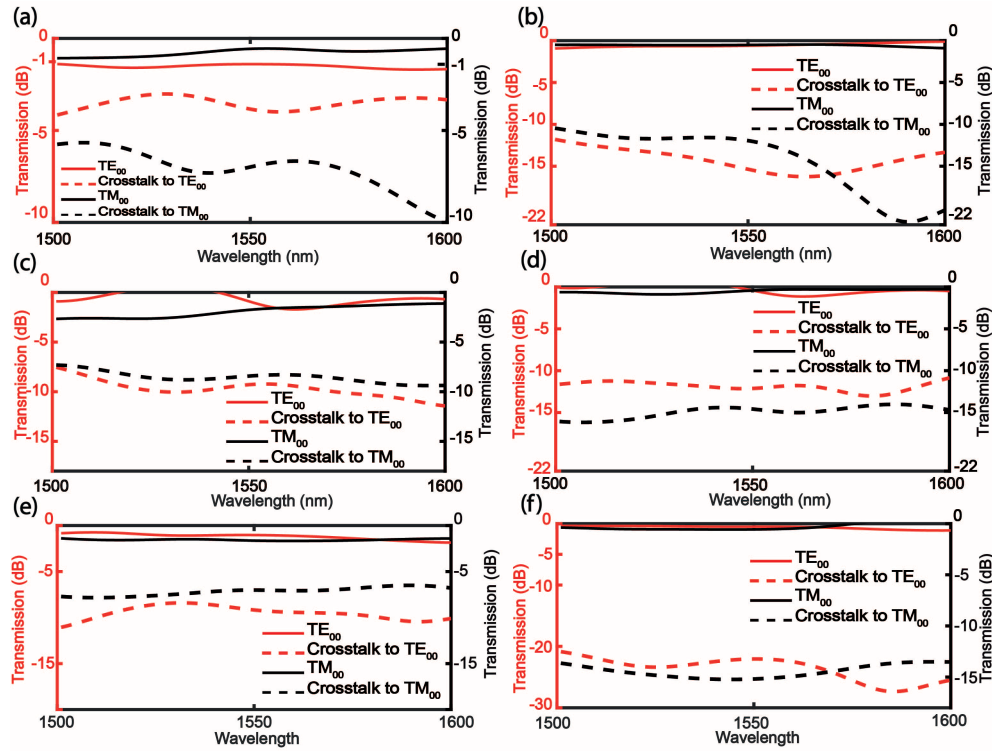 (a)
0
-1
-5
-10
Transmission (dB)
0
-1
-5
-10
Transmission (dB)
TE₀₀
Crosstalk to TE₀₀
TM₀₀
Crosstalk to TM₀₀
1500
1550
1600
Wavelength (nm)
(b)
0
-5
-10
-15
-22
Transmission (dB)
0
-5
-10
-15
-22
Transmission (dB)
TE₀₀
Crosstalk to TE₀₀
TM₀₀
Crosstalk to TM₀₀
1500
1550
1600
Wavelength (nm)
(c)
0
-5
-10
-15
Transmission (dB)
0
-5
-10
-15
Transmission (dB)
TE₀₀
Crosstalk to TE₀₀
TM₀₀
Crosstalk to TM₀₀
1500
1550
1600
Wavelength (nm)
(d)
0
-5
-10
-15
-22
Transmission (dB)
0
-5
-10
-15
-22
Transmission (dB)
TE₀₀
Crosstalk to TE₀₀
TM₀₀
Crosstalk to TM₀₀
1500
1550
1600
Wavelength (nm)
(e)
0
-5
-15
Transmission (dB)
0
-5
-15
Transmission (dB)
TE₀₀
Crosstalk to TE₀₀
TM₀₀
Crosstalk to TM₀₀
1500
1550
1600
Wavelength
(f)
0
-5
-10
-20
-30
Transmission (dB)
0
-5
-10
-15
Transmission (dB)
TE₀₀
Crosstalk to TE₀₀
TM₀₀
Crosstalk to TM₀₀
1500
1550
1600
Wavelength (nm)